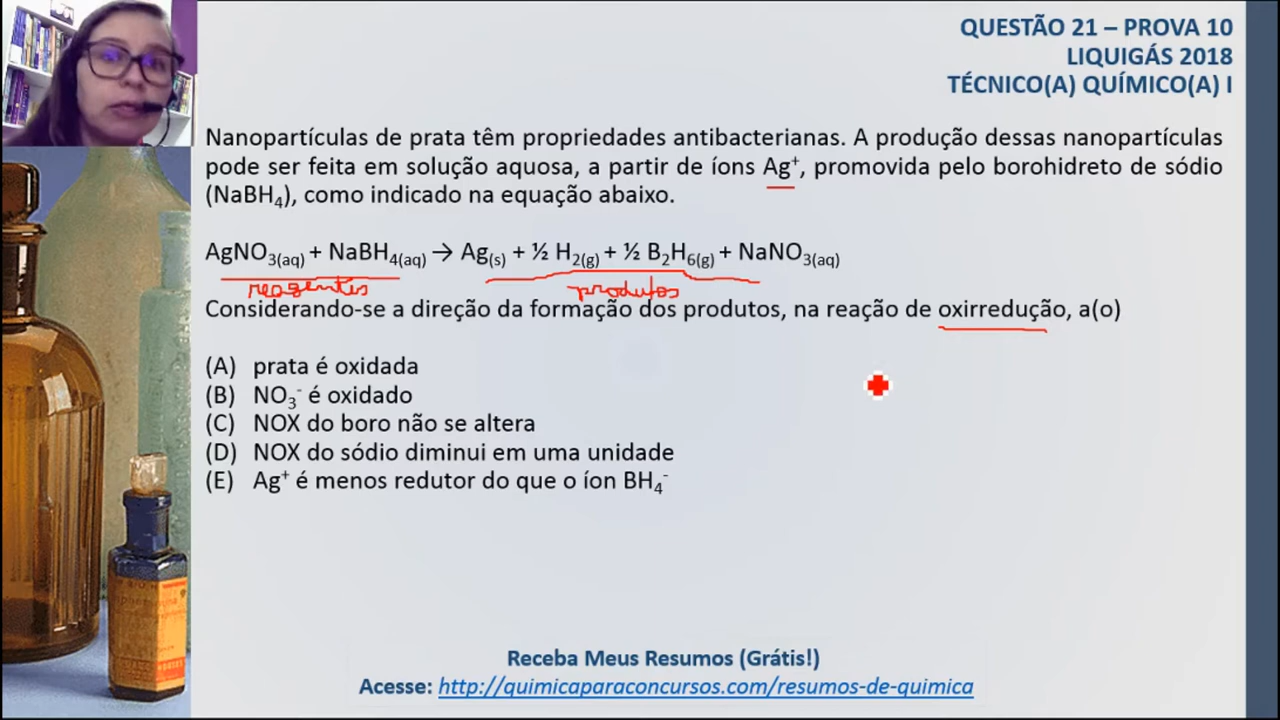 QUESTÃO 21 – PROVA 10
LIQUIGÁS 2018
TÉCNICO(A) QUÍMICO(A) I
Nanopartículas de prata têm propriedades antibacterianas. A produção dessas nanopartículas
pode ser feita em solução aquosa, a partir de íons Ag⁺, promovida pelo borohidreto de sódio
(NaBH₄), como indicado na equação abaixo.
AgNO₃(aq) + NaBH₄(aq) → Ag(s) + ½ H₂(g) + ½ B₂H₆(g) + NaNO₃(aq)
reagentes produtos
Considerando-se a direção da formação dos produtos, na reação de oxirredução, a(o)
(A) prata é oxidada
(B) NO₃⁻ é oxidado
(C) NOX do boro não se altera
(D) NOX do sódio diminui em uma unidade
(E) Ag⁺ é menos redutor do que o íon BH₄⁻
Receba Meus Resumos (Grátis!)
Acesse: http://quimicaparaconcursos.com/resumos-de-quimica